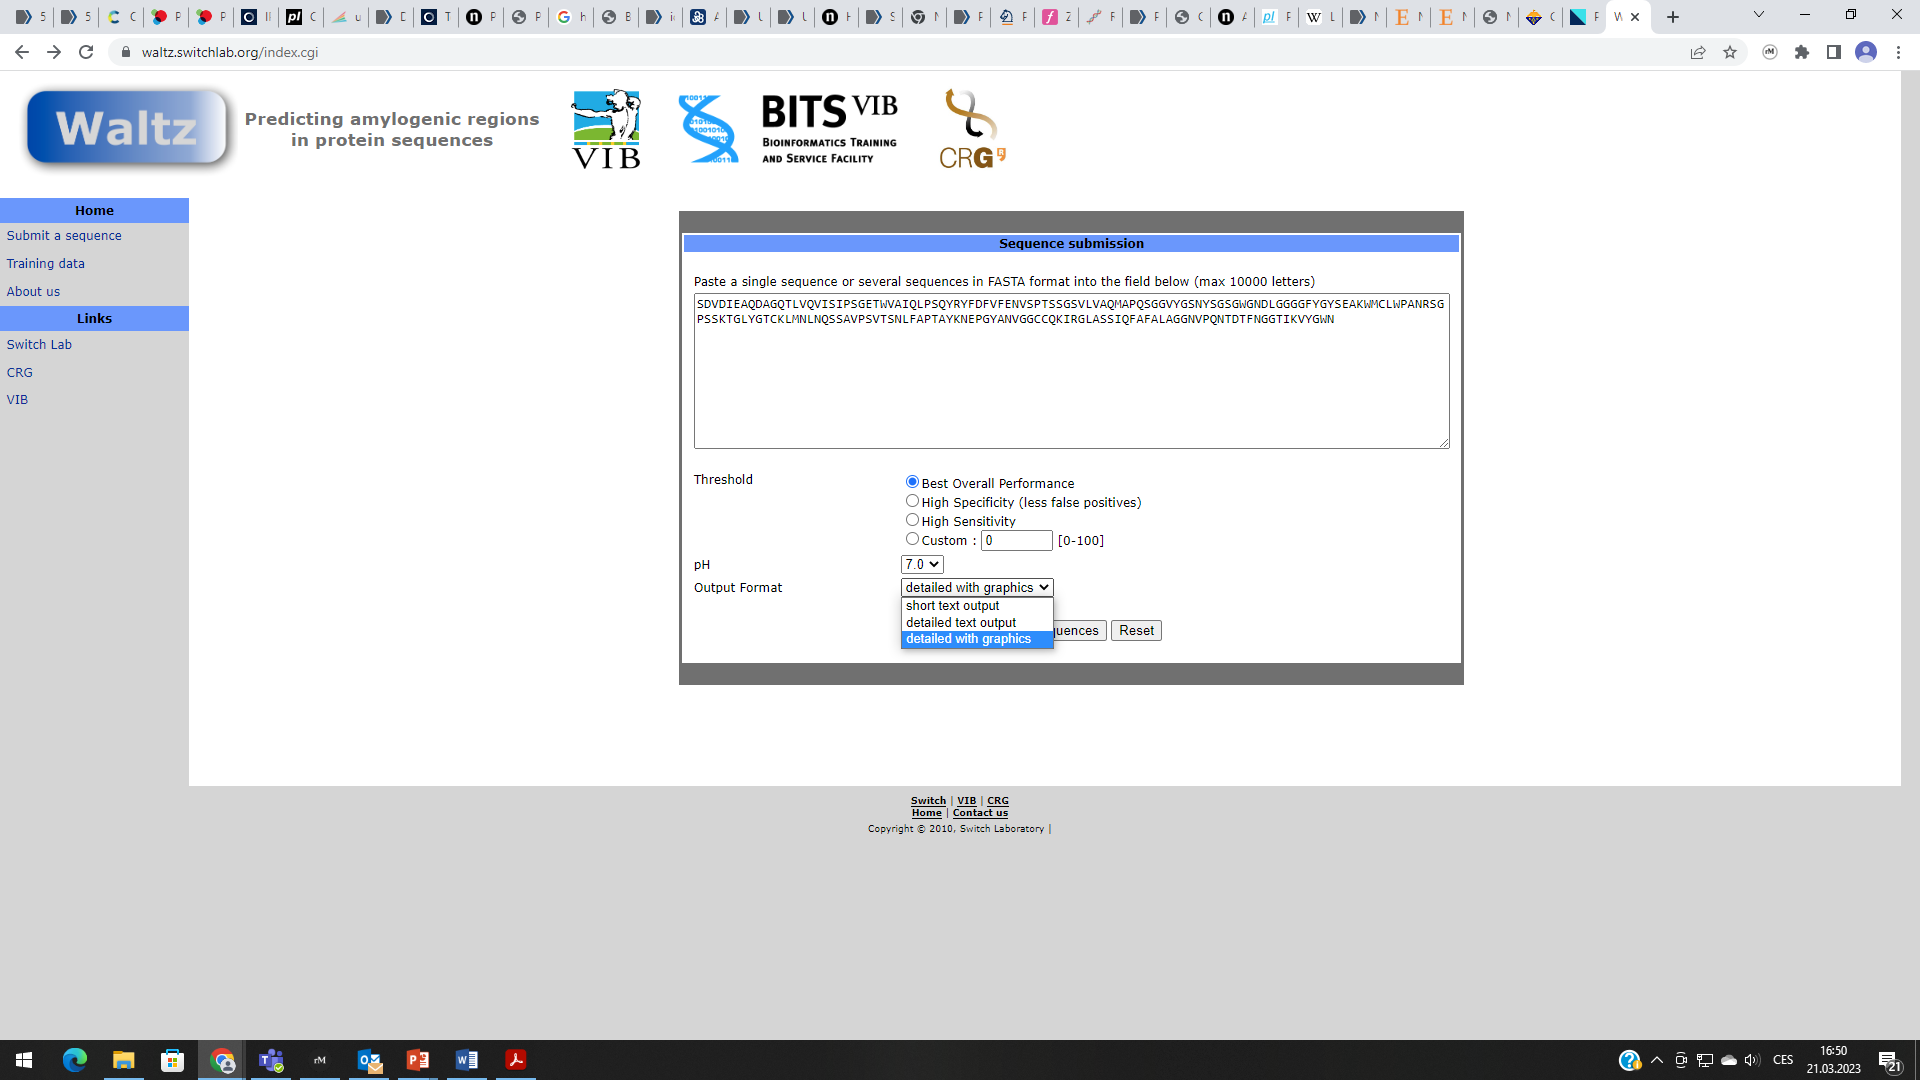 waltz.switchlab.org/index.cgi
Waltz
Predicting amylogenic regions
in protein sequences
VIB
BITS VIB
BIOINFORMATICS TRAINING
AND SERVICE FACILITY
CRG
Home
Submit a sequence
Training data
About us
Links
Switch Lab
CRG
VIB
Sequence submission
Paste a single sequence or several sequences in FASTA format into the field below (max 10000 letters)
SDVDIEAQDAGQTLVQVISIPSGETWVAIQLPSQYRYFDFVFENVSPTSSGSVLVAQMAPQSGGVYGSNYSGSGWGNDLGGGGFYGYSEAKWMCLWPANRSG
PSSKTGLYGTCKLMNLNQSSAVPSVTSNLFAPTAYKNEPGYANVGGCCQKIRGLASSIQFAFALAGGNVPQNTDTFNGGTIKVYGWN
Threshold
Best Overall Performance
High Specificity (less false positives)
High Sensitivity
Custom : 0 [0-100]
pH 7.0
Output Format detailed with graphics
short text output
detailed text output
detailed with graphics
quences Reset
Switch | VIB | CRG
Home | Contact us
Copyright © 2010, Switch Laboratory |
CES
16:50
21.03.2023
21